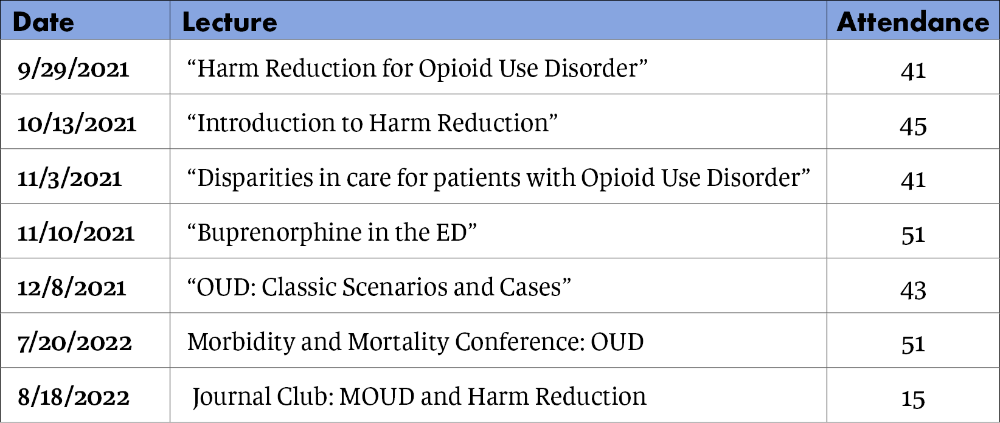 Date Lecture Attendance
9/29/2021 “Harm Reduction for Opioid Use Disorder” 41
10/13/2021 “Introduction to Harm Reduction” 45
11/3/2021 “Disparities in care for patients with Opioid Use Disorder” 41
11/10/2021 “Buprenorphine in the ED” 51
12/8/2021 “OUD: Classic Scenarios and Cases” 43
7/20/2022 Morbidity and Mortality Conference: OUD 51
8/18/2022 Journal Club: MOUD and Harm Reduction 15